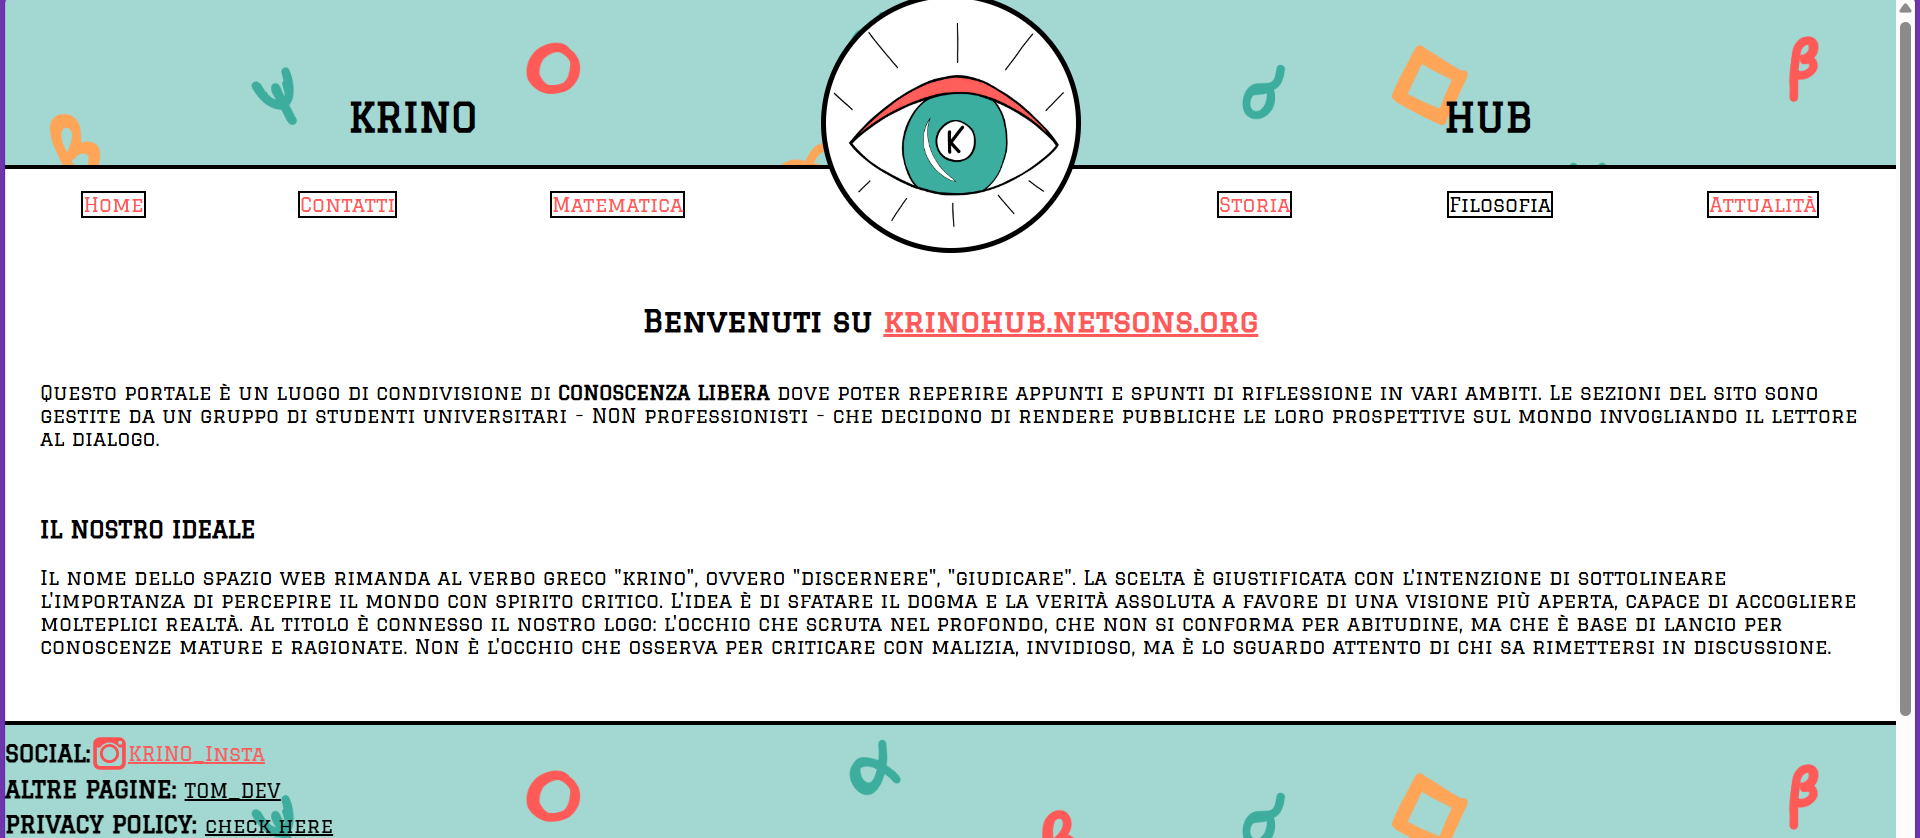 KRINO
K
HUB
Home
Contatti
Matematica
Storia
Filosofia
Attualità
Benvenuti su krinohub.netsons.org
Questo portale è un luogo di condivisione di CONOSCENZA LIBERA dove poter reperire appunti e spunti di riflessione in vari ambiti. Le sezioni del sito sono
gestite da un gruppo di studenti universitari - NON professionisti - che decidono di rendere pubbliche le loro prospettive sul mondo invogliando il lettore
al dialogo.
IL NOSTRO IDEALE
Il nome dello spazio web rimanda al verbo greco "krino", ovvero "discernere", "giudicare". La scelta è giustificata con l'intenzione di sottolineare
l'importanza di percepire il mondo con spirito critico. L'idea è di sfatare il dogma e la verità assoluta a favore di una visione più aperta, capace di accogliere
molteplici realtà. Al titolo è connesso il nostro logo: l'occhio che scruta nel profondo, che non si conforma per abitudine, ma che è base di lancio per
conoscenze mature e ragionate. Non è l'occhio che osserva per criticare con malizia, invidioso, ma è lo sguardo attento di chi sa rimettersi in discussione.
SOCIAL: KRINO_Insta
ALTRE PAGINE: TOM_DEV
PRIVACY POLICY: check here